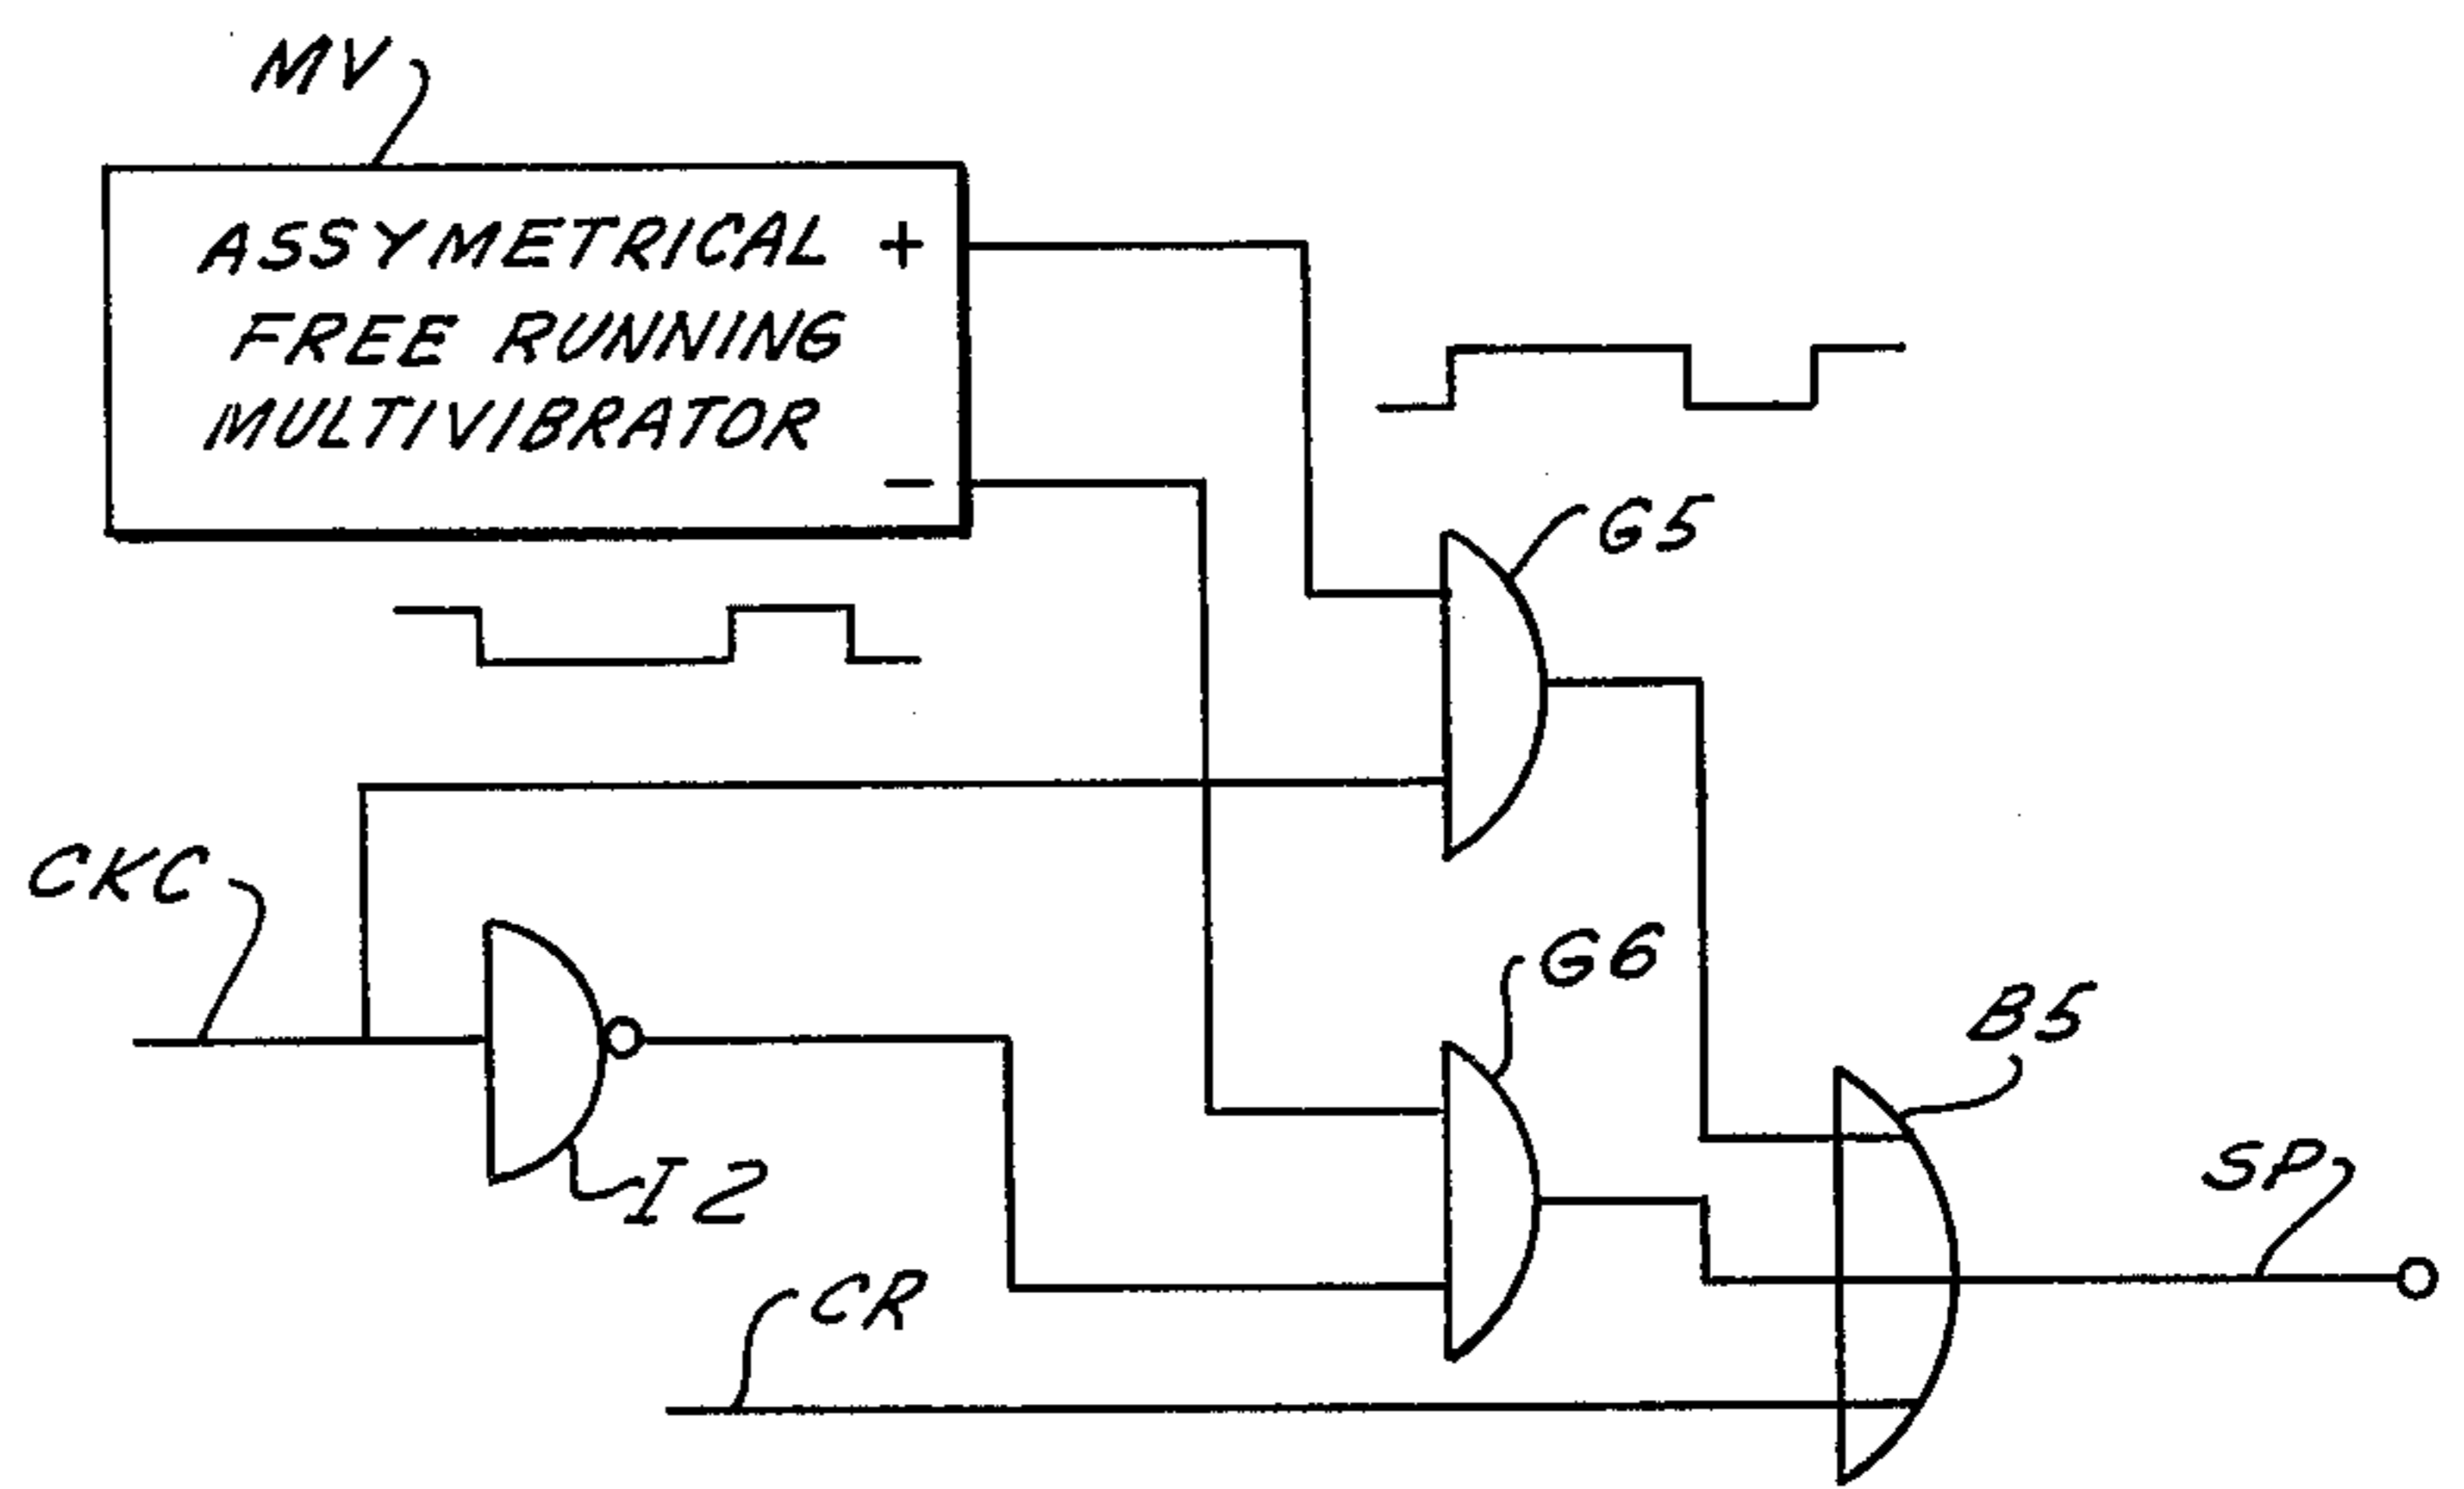 MV
ASSYMETRICAL +
FREE RUNNING
MULTIVIBRATOR
−
G5
CKC
G6
B5
I2
SP
CR